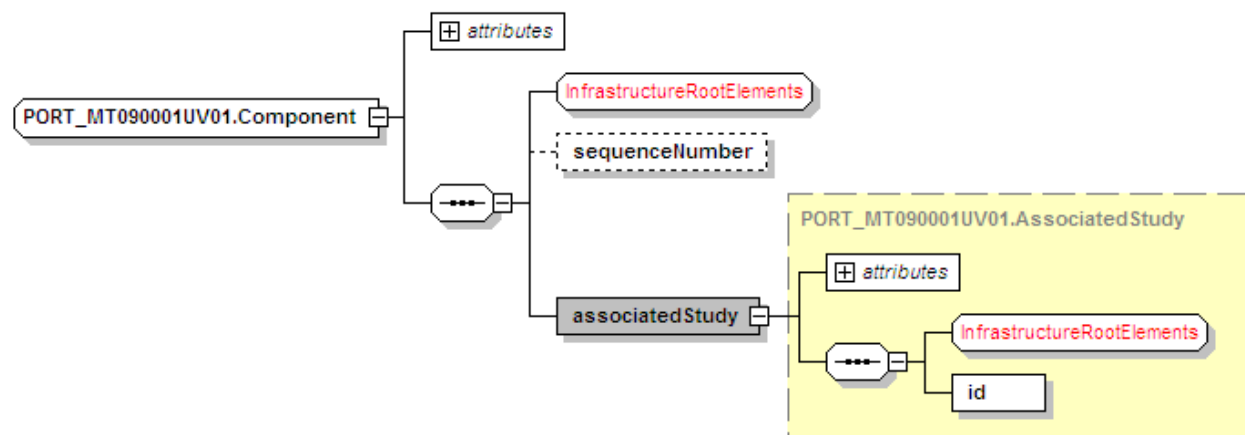 attributes
InfrastructureRootElements
PORT_MT090001UV01.Component
sequenceNumber
PORT_MT090001UV01.AssociatedStudy
attributes
associatedStudy
InfrastructureRootElements
id